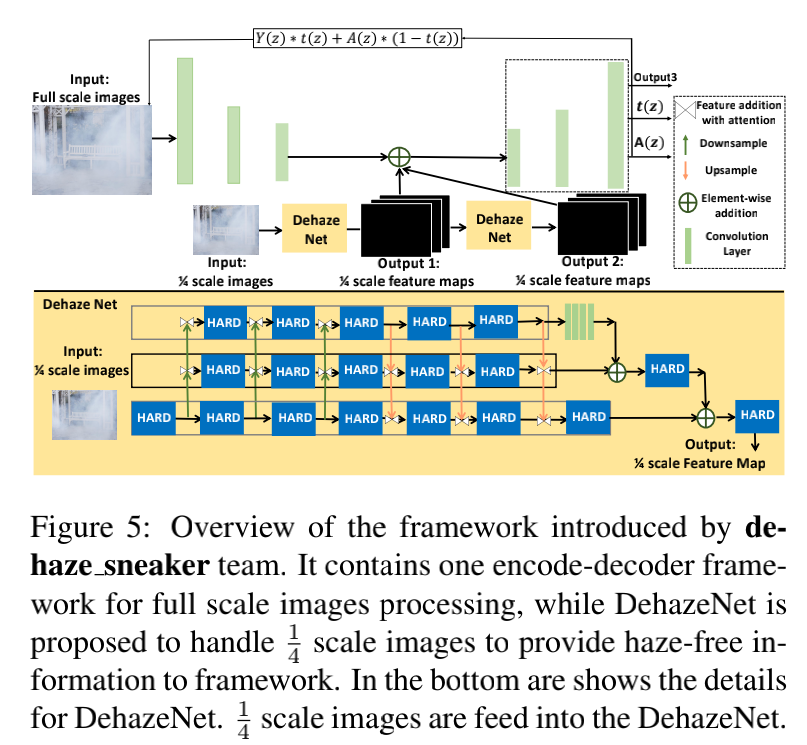 Y(z) * t(z) + A(z) * (1 - t(z))
Input:
Full scale images
Output3
t(z)
A(z)
Feature addition
with attention
Downsample
Upsample
Element-wise
addition
Convolution
Layer
Dehaze
Net
Dehaze
Net
Input:
¼ scale images
Output 1:
¼ scale feature maps
Output 2:
¼ scale feature maps
Dehaze Net
HARD HARD HARD HARD HARD
Input:
¼ scale images
HARD HARD HARD HARD HARD HARD
HARD HARD HARD HARD HARD HARD HARD HARD
Output:
¼ scale Feature Map
Figure 5: Overview of the framework introduced by de-
haze_sneaker team. It contains one encode-decoder frame-
work for full scale images processing, while DehazeNet is
proposed to handle 1/4 scale images to provide haze-free in-
formation to framework. In the bottom are shows the details
for DehazeNet. 1/4 scale images are feed into the DehazeNet.